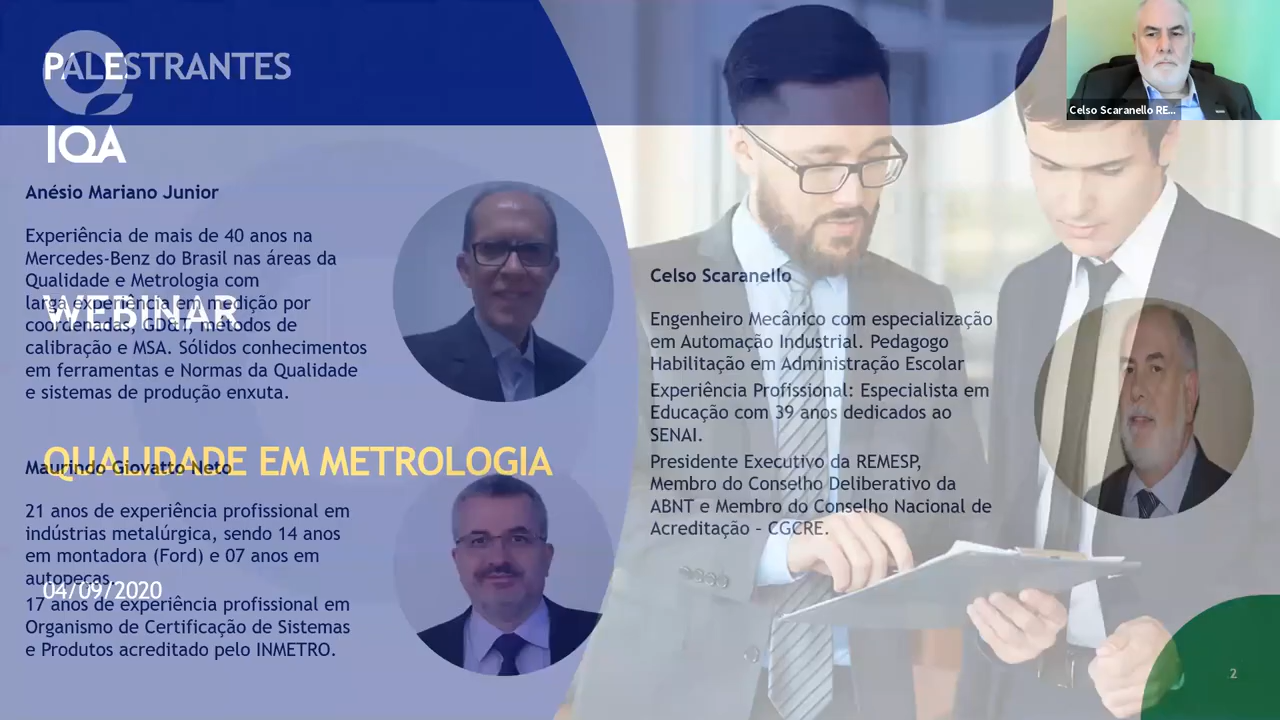 PALESTRANTES
IQA
Anésio Mariano Junior
Experiência de mais de 40 anos na
Mercedes-Benz do Brasil nas áreas da
Qualidade e Metrologia com
larga experiência em medição por
coordenadas, GD&T, métodos de
calibração e MSA. Sólidos conhecimentos
em ferramentas e Normas da Qualidade
e sistemas de produção enxuta.
WEBINAR
QUALIDADE EM METROLOGIA
Maurindo Giovatto Neto
21 anos de experiência profissional em
indústrias metalúrgica, sendo 14 anos
em montadora (Ford) e 07 anos em
autopeças.
04/09/2020
17 anos de experiência profissional em
Organismo de Certificação de Sistemas
e Produtos acreditado pelo INMETRO.
Celso Scaranello
Engenheiro Mecânico com especialização
em Automação Industrial. Pedagogo
Habilitação em Administração Escolar
Experiência Profissional: Especialista em
Educação com 39 anos dedicados ao
SENAI.
Presidente Executivo da REMESP,
Membro do Conselho Deliberativo da
ABNT e Membro do Conselho Nacional de
Acreditação – CGCRE.
Celso Scaranello RE...
2